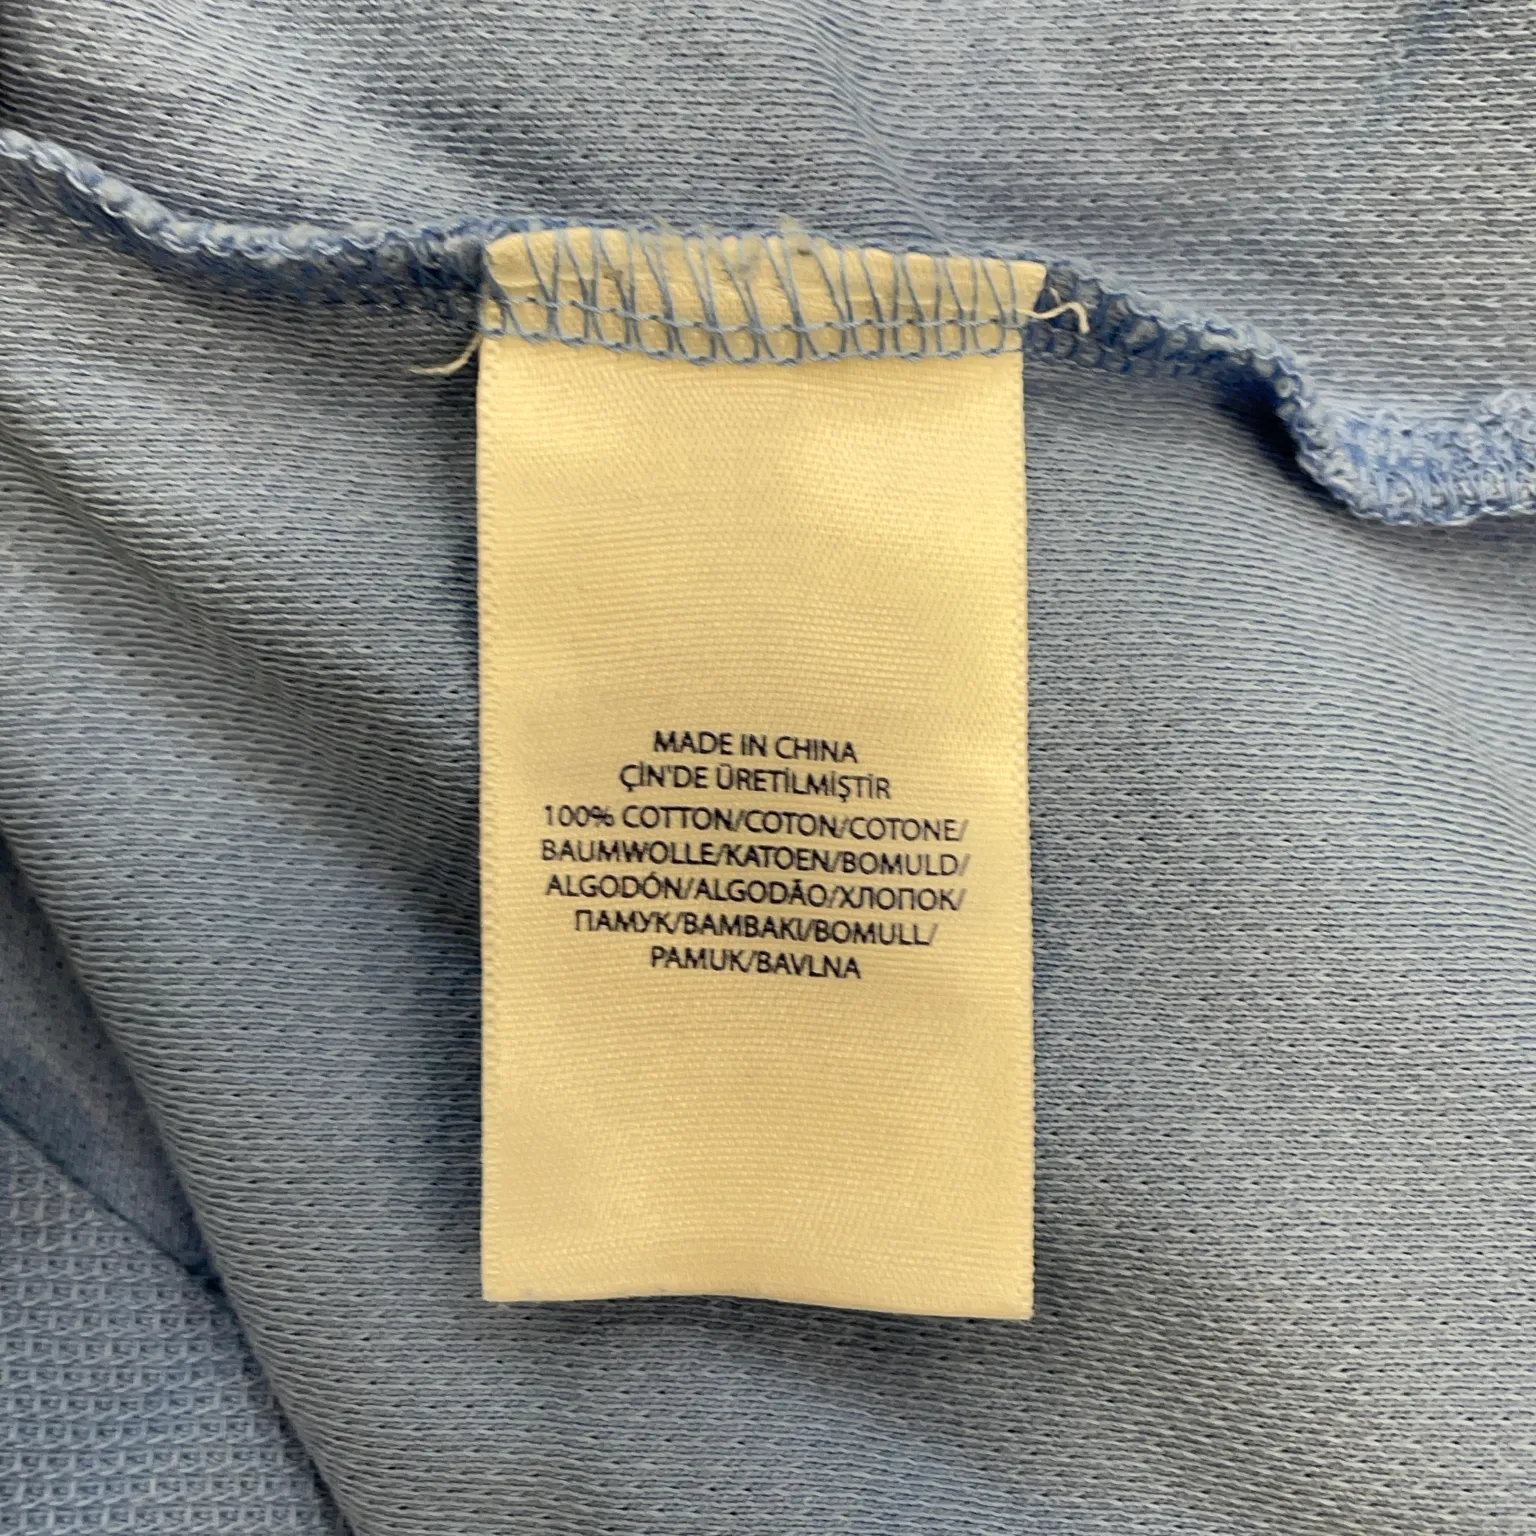 MADE IN CHINA
ÇİN'DE ÜRETİLMİŞTİR
100% COTTON/COTON/COTONE/
BAUMWOLLE/KATOEN/BOMULD/
ALGODÓN/ALGODÃO/ХЛОПОК/
ПАМУК/BAMBAKI/BOMULL/
PAMUK/BAVLNA